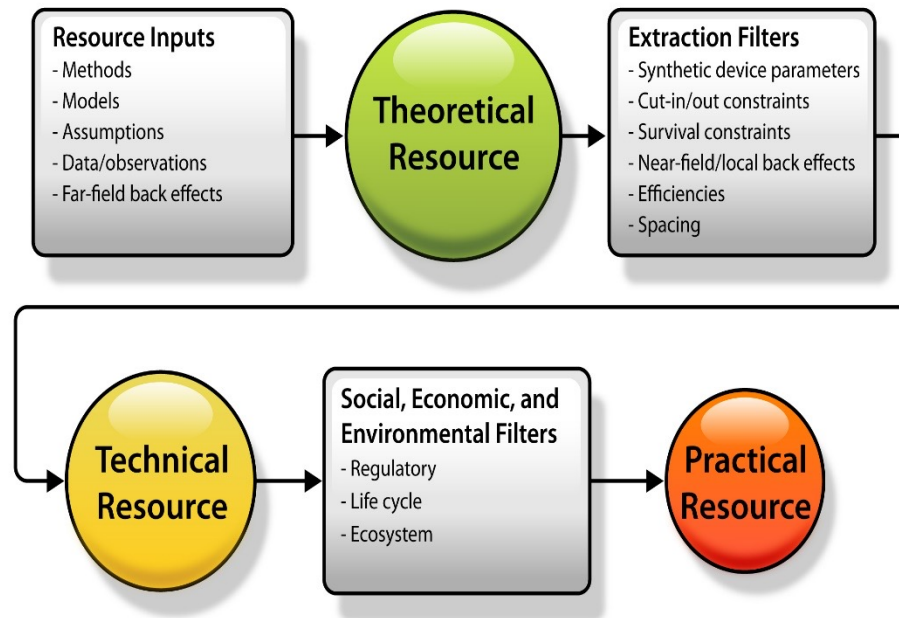 Resource Inputs
- Methods
- Models
- Assumptions
- Data/observations
- Far-field back effects
Theoretical
Resource
Extraction Filters
- Synthetic device parameters
- Cut-in/out constraints
- Survival constraints
- Near-field/local back effects
- Efficiencies
- Spacing
Technical
Resource
Social, Economic, and
Environmental Filters
- Regulatory
- Life cycle
- Ecosystem
Practical
Resource